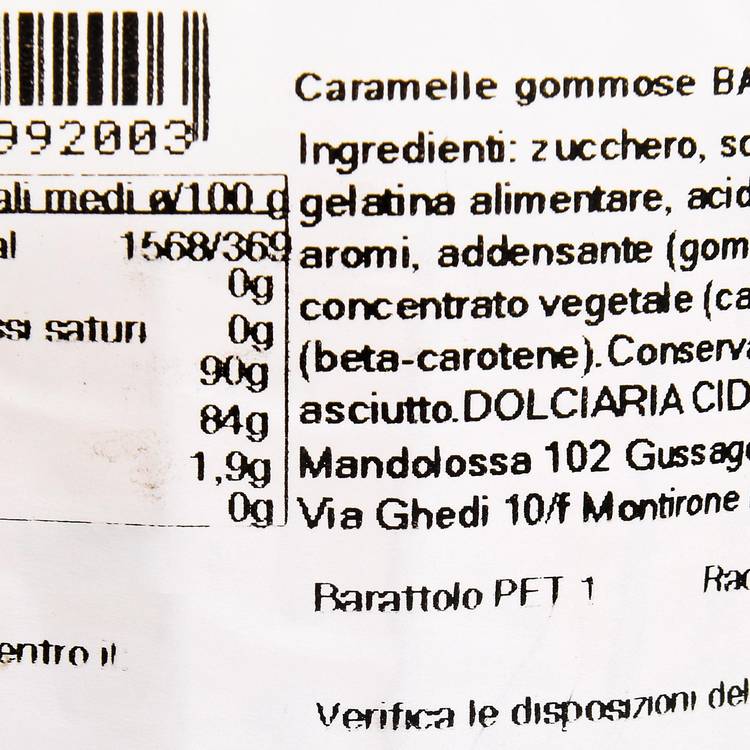 992003
ali medi ø/100 g
al 1568/369
0g
ssi saturi 0g
90g
84g
1,9g
0g
entro il
Caramelle gommose BA
Ingredienti: zucchero, sc
gelatina alimentare, acid
aromi, addensante (gom
concentrato vegetale (ca
(beta-carotene).Conserva
asciutto.DOLCIARIA CID
Mandolossa 102 Gussago
Via Ghedi 10/f Montirone
Barattolo PET 1 Rac
Verifica le disposizioni del